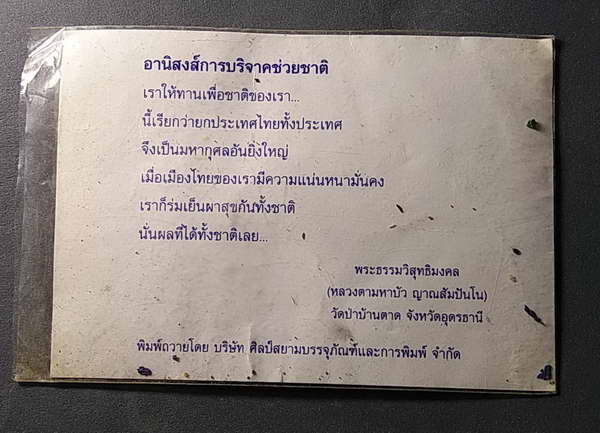 อานิสงส์การบริจาคช่วยชาติ
เราให้ทานเพื่อชาติของเรา...
นี้เรียกว่ายกประเทศไทยทั้งประเทศ
จึงเป็นมหากุศลอันยิ่งใหญ่
เมื่อเมืองไทยของเรามีความแน่นหนามั่นคง
เราก็ร่มเย็นผาสุขกันทั้งชาติ
นั่นผลที่ได้ทั้งชาติเลย...
พระธรรมวิสุทธิมงคล
(หลวงตามหาบัว ญาณสัมปันโน)
วัดป่าบ้านตาด จังหวัดอุดรธานี
พิมพ์ถวายโดย บริษัท ศิลป์สยามบรรจุภัณฑ์และการพิมพ์ จำกัด